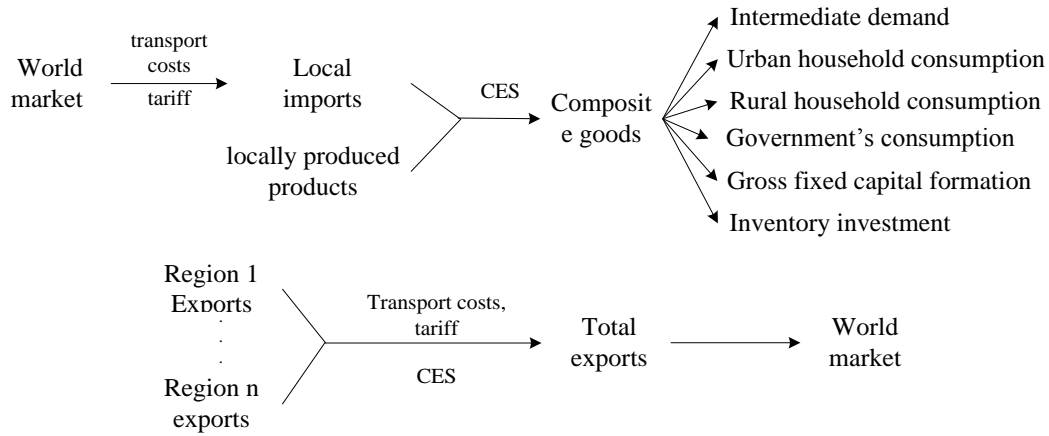 World
market
transport
costs
tariff
Local
imports
locally produced
products
CES
Composit
e goods
Intermediate demand
Urban household consumption
Rural household consumption
Government’s consumption
Gross fixed capital formation
Inventory investment
Region 1
Exports
.
.
.
Region n
exports
Transport costs,
tariff
CES
Total
exports
World
market